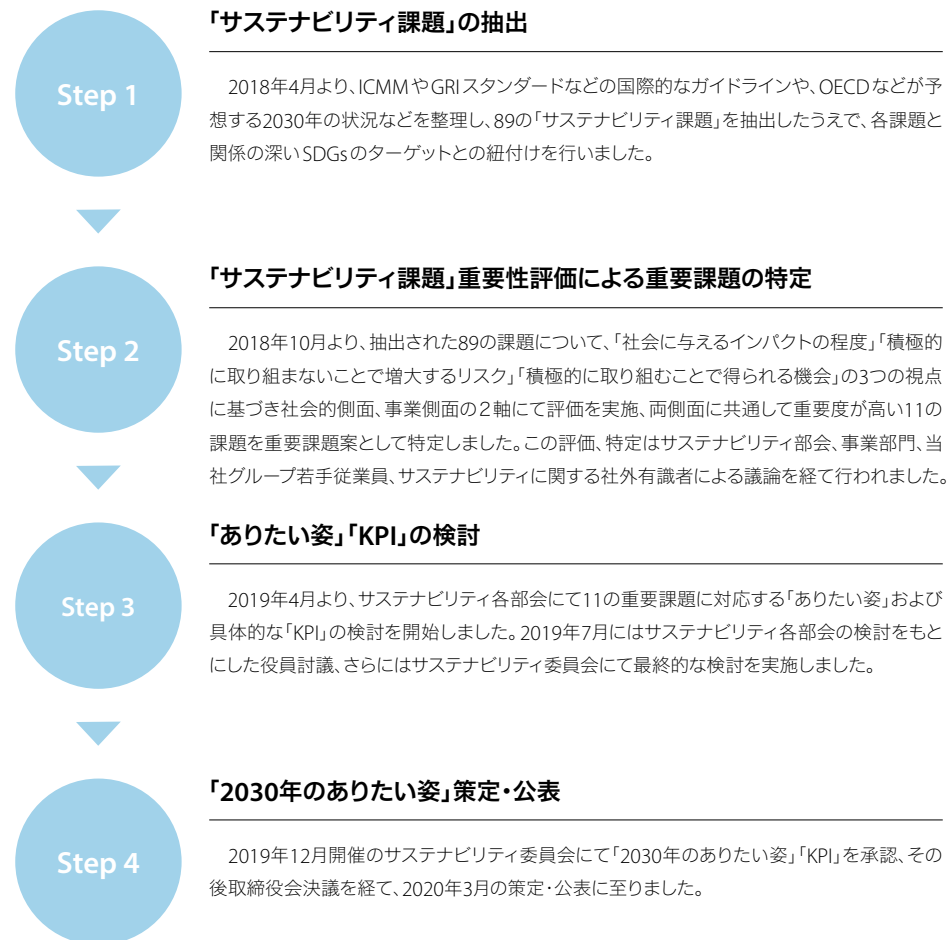 「サステナビリティ課題」の抽出
Step 1
2018年4月より、ICMMやGRIスタンダードなどの国際的なガイドラインや、OECDなどが予
想する2030年の状況などを整理し、89の「サステナビリティ課題」を抽出したうえで、各課題と
関係の深いSDGsのターゲットとの紐付けを行いました。
「サステナビリティ課題」重要性評価による重要課題の特定
Step 2
2018年10月より、抽出された89の課題について、「社会に与えるインパクトの程度」「積極的
に取り組まないことで増大するリスク」「積極的に取り組むことで得られる機会」の3つの視点
に基づき社会的側面、事業側面の2軸にて評価を実施、両側面に共通して重要度が高い11の
課題を重要課題案として特定しました。この評価、特定はサステナビリティ部会、事業部門、当
社グループ若手従業員、サステナビリティに関する社外有識者による議論を経て行われました。
「ありたい姿」「KPI」の検討
Step 3
2019年4月より、サステナビリティ各部会にて11の重要課題に対応する「ありたい姿」および
具体的な「KPI」の検討を開始しました。2019年7月にはサステナビリティ各部会の検討をもと
にした役員討議、さらにはサステナビリティ委員会にて最終的な検討を実施しました。
「2030年のありたい姿」策定・公表
Step 4
2019年12月開催のサステナビリティ委員会にて「2030年のありたい姿」「KPI」を承認、その
後取締役会決議を経て、2020年3月の策定・公表に至りました。